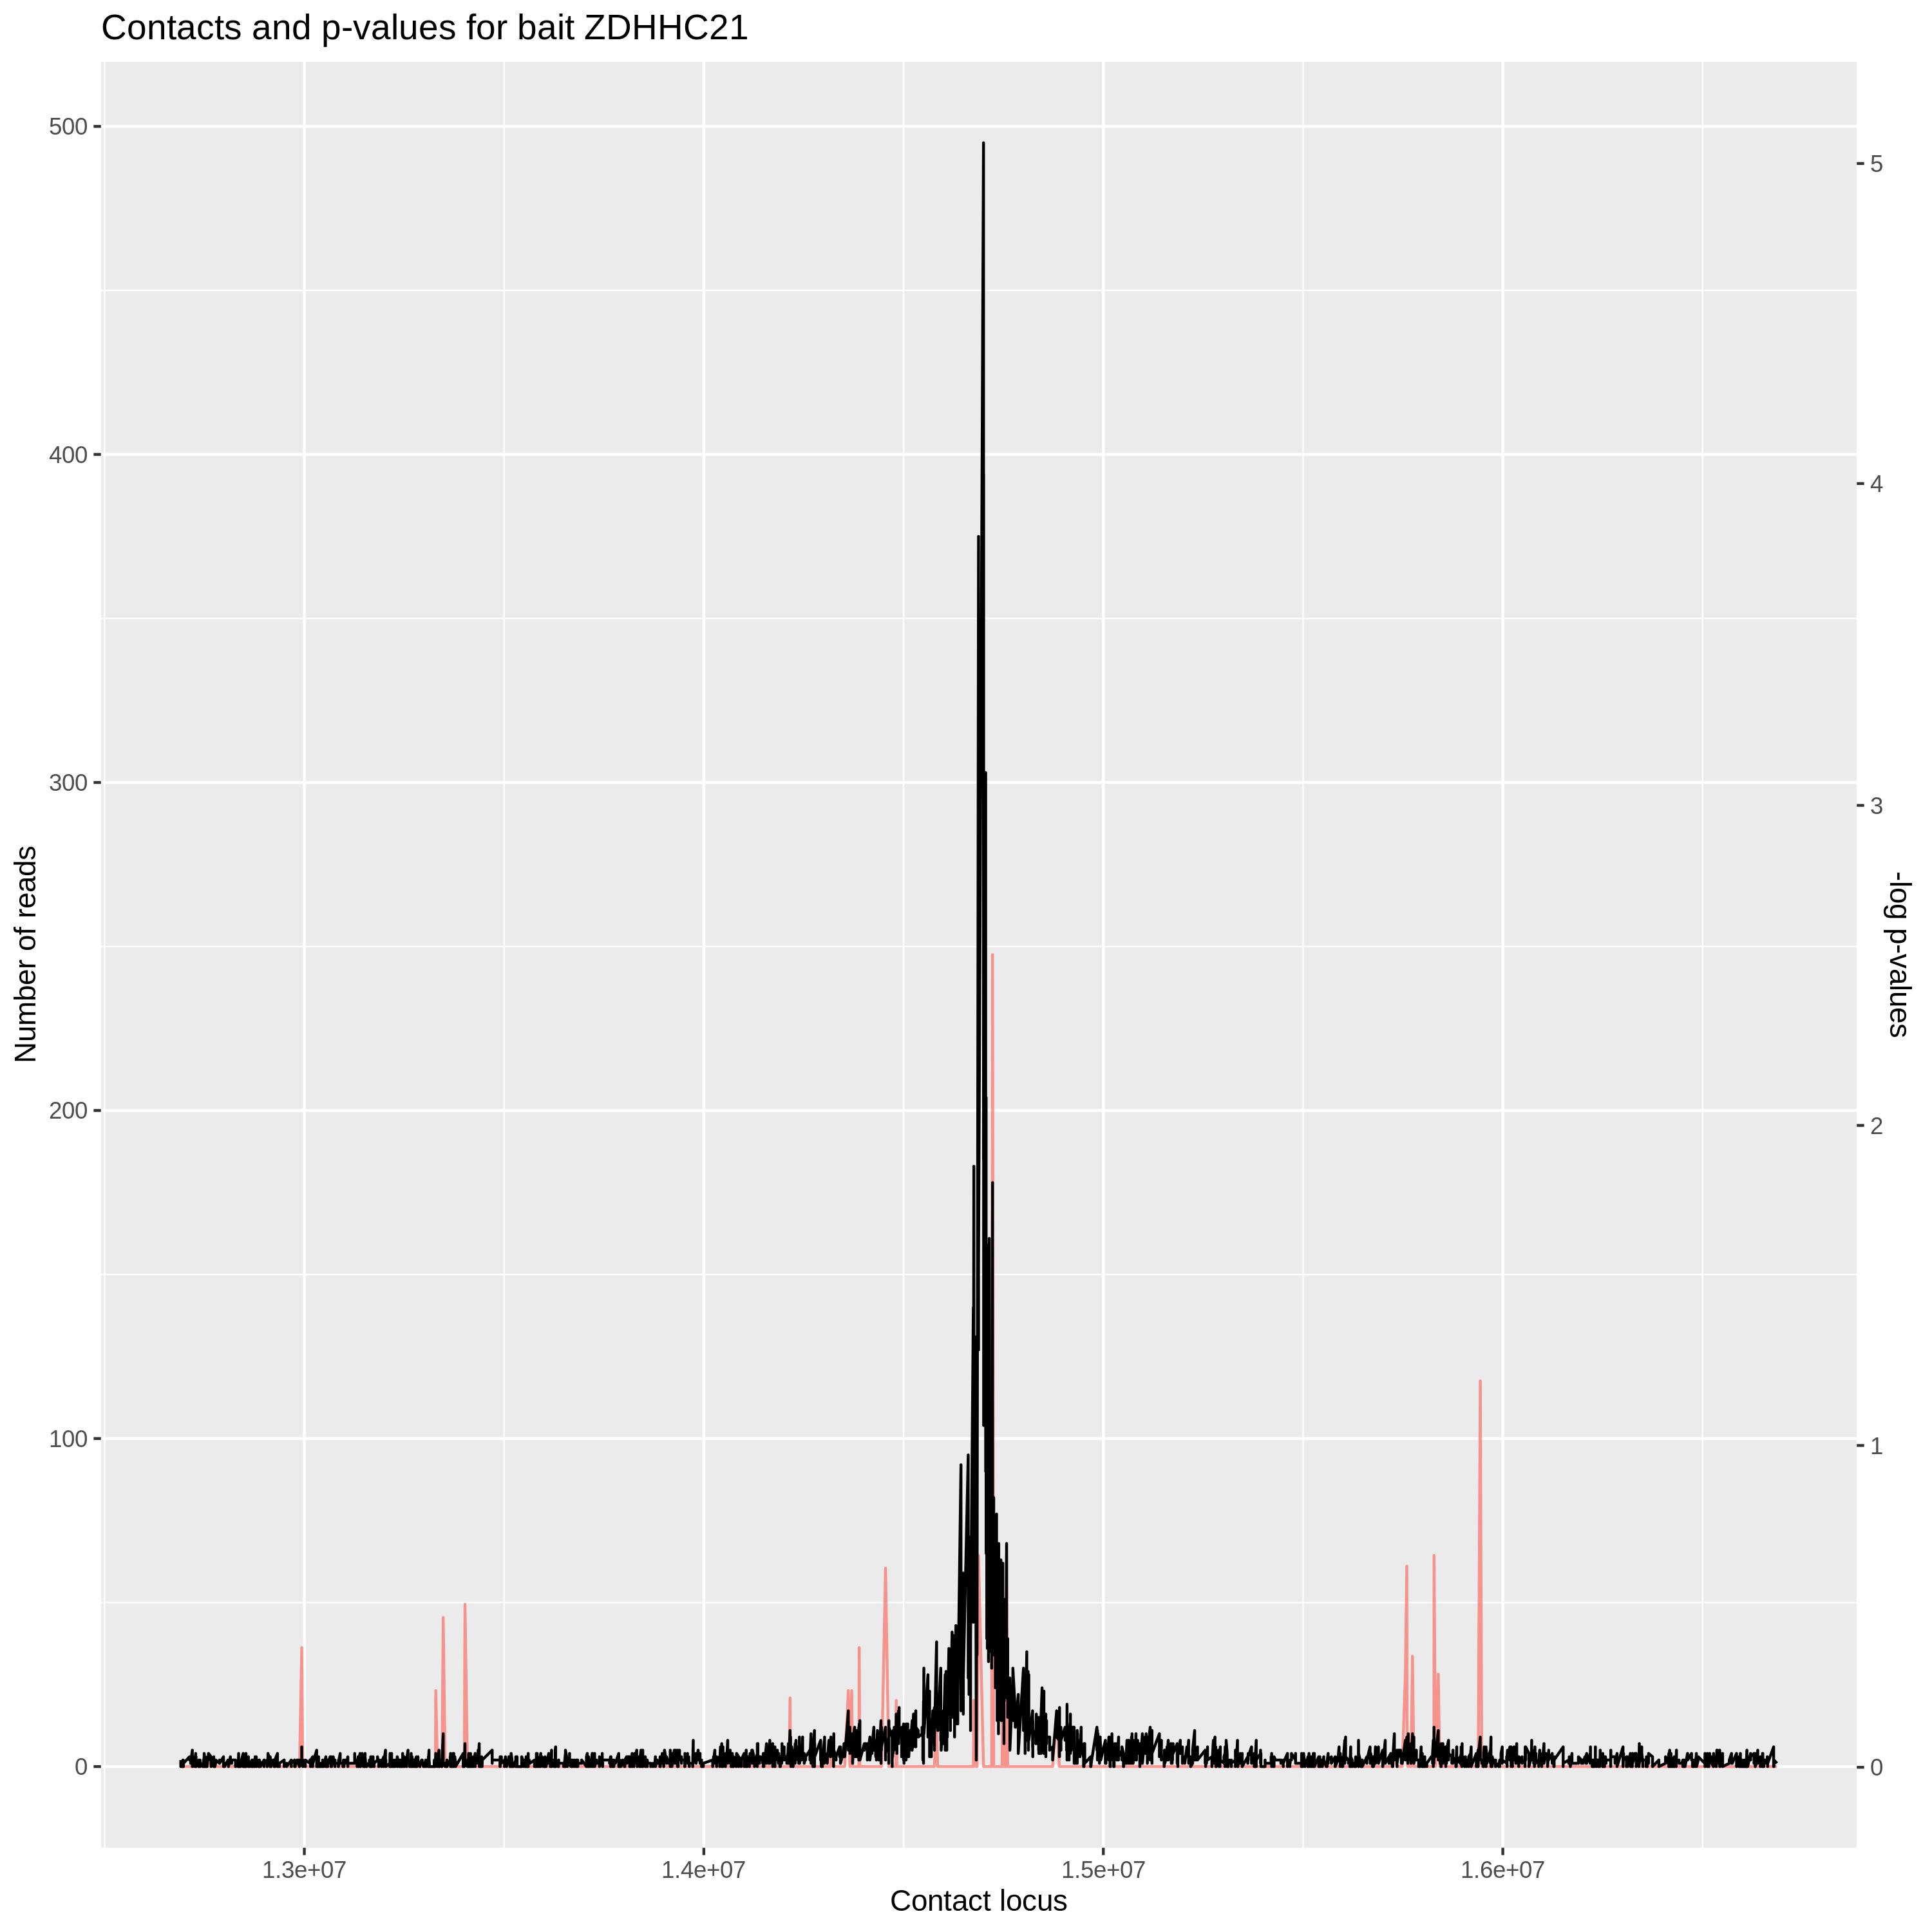 Contacts and p-values for bait ZDHHC21
500
400
300
200
100
0
Number of reads
5
4
3
2
1
0
-log p-values
1.3e+07
1.4e+07
1.5e+07
1.6e+07
Contact locus